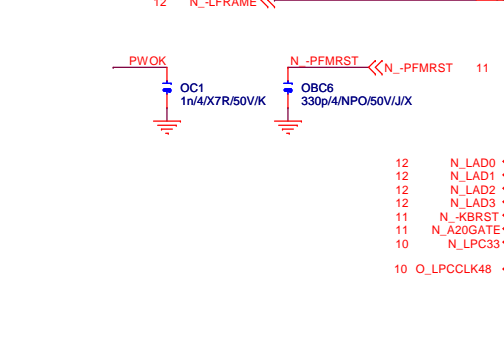 12 N_-LFRAME
PWOK
N_-PFMRST
N_-PFMRST 11
OC1
1n/4/X7R/50V/K
OBC6
330p/4/NPO/50V/J/X
12 N_LAD0
12 N_LAD1
12 N_LAD2
12 N_LAD3
11 N_-KBRST
11 N_A20GATE
10 N_LPC33
10 O_LPCCLK48